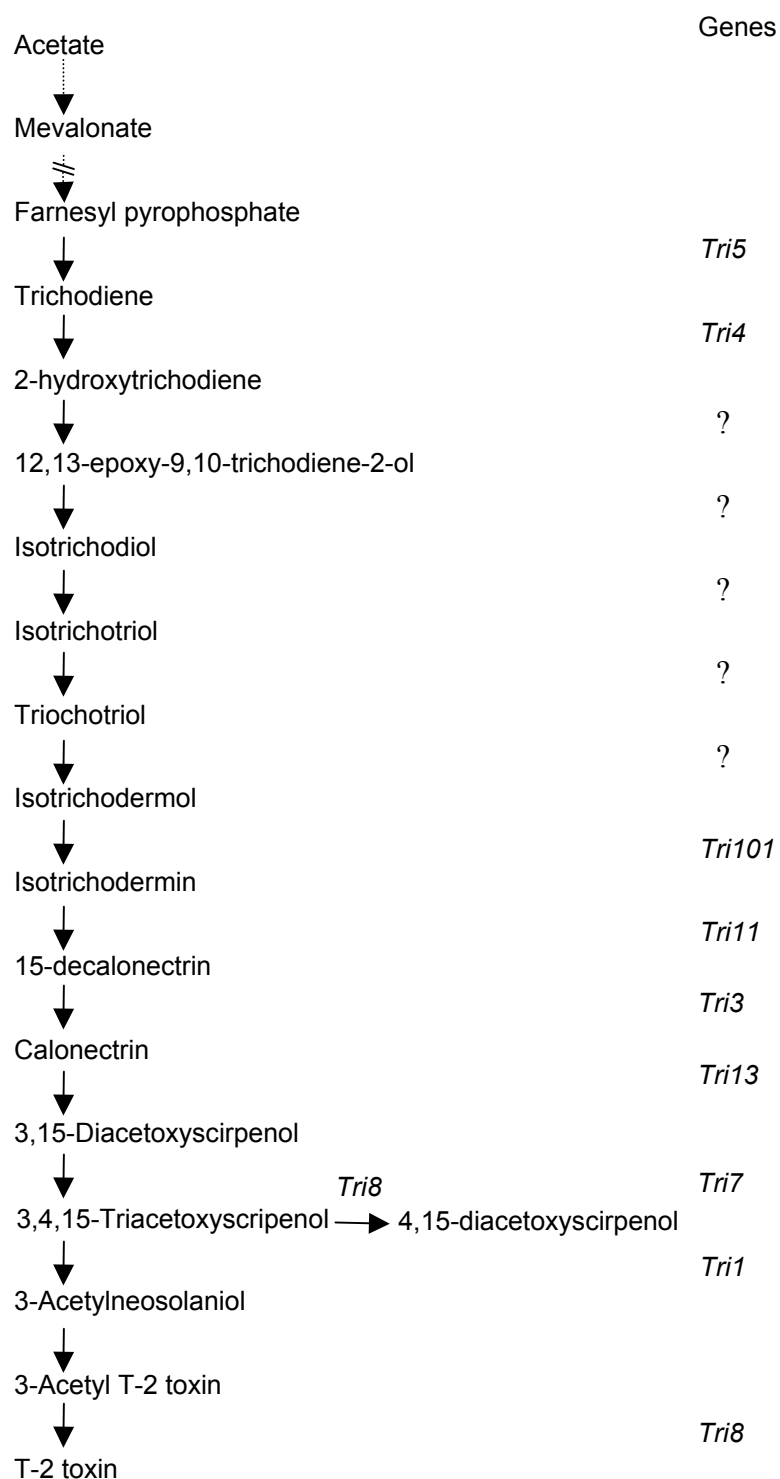 Genes
Acetate
Mevalonate
Farnesyl pyrophosphate
Tri5
Trichodiene
Tri4
2-hydroxytrichodiene
?
12,13-epoxy-9,10-trichodiene-2-ol
?
Isotrichodiol
?
Isotrichotriol
?
Triochotriol
?
Isotrichodermol
Tri101
Isotrichodermin
Tri11
15-decalonectrin
Tri3
Calonectrin
Tri13
3,15-Diacetoxyscirpenol
Tri8
Tri7
3,4,15-Triacetoxyscripenol 4,15-diacetoxyscirpenol
Tri1
3-Acetylneosolaniol
3-Acetyl T-2 toxin
Tri8
T-2 toxin